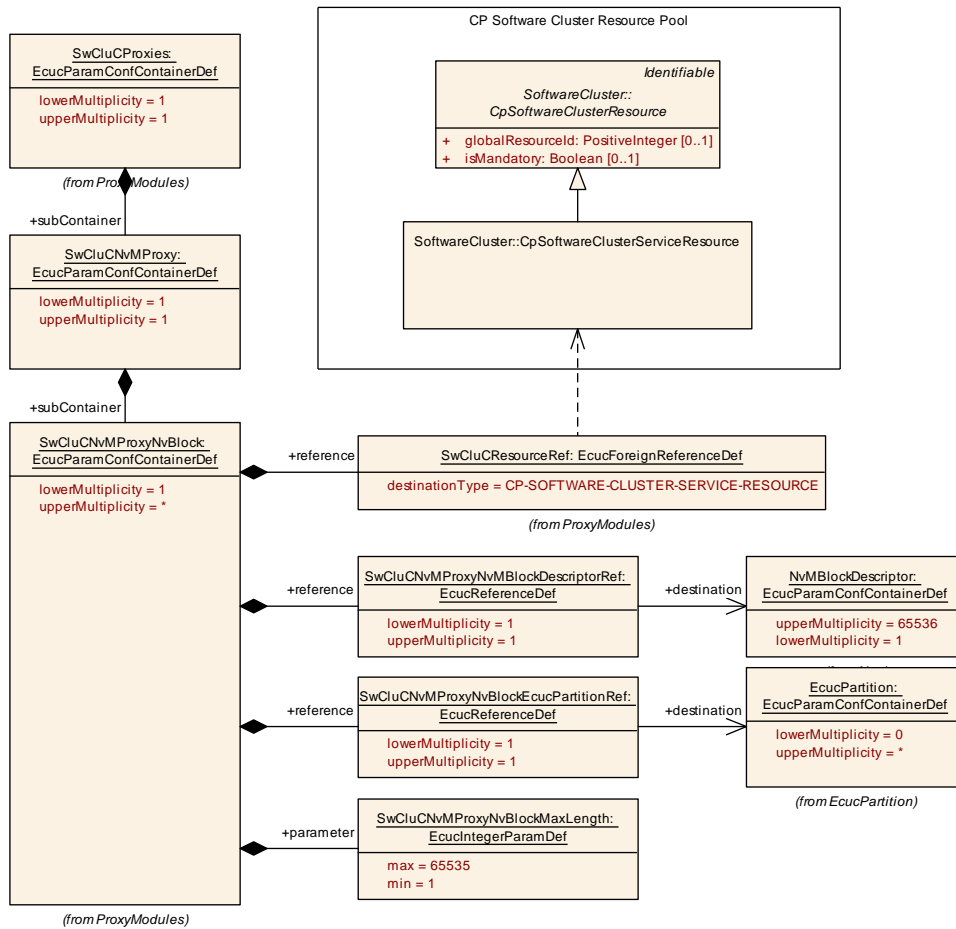 CP Software Cluster Resource Pool
SwCluCProxies:
EcucParamConfContainerDef
lowerMultiplicity = 1
upperMultiplicity = 1
(from ProxyModules)
Identifiable
SoftwareCluster::
CpSoftwareClusterResource
+ globalResourceId: PositiveInteger [0..1]
+ isMandatory: Boolean [0..1]
+subContainer
SwCluCNvMProxy:
EcucParamConfContainerDef
lowerMultiplicity = 1
upperMultiplicity = 1
SoftwareCluster::CpSoftwareClusterServiceResource
+subContainer
SwCluCNvMProxyNvBlock:
EcucParamConfContainerDef
lowerMultiplicity = 1
upperMultiplicity = *
(from ProxyModules)
+reference
SwCluCResourceRef: EcucForeignReferenceDef
destinationType = CP-SOFTWARE-CLUSTER-SERVICE-RESOURCE
(from ProxyModules)
+reference
SwCluCNvMProxyNvMBlockDescriptorRef:
EcucReferenceDef
lowerMultiplicity = 1
upperMultiplicity = 1
+destination
NvMBlockDescriptor:
EcucParamConfContainerDef
upperMultiplicity = 65536
lowerMultiplicity = 1
+reference
SwCluCNvMProxyNvBlockEcucPartitionRef:
EcucReferenceDef
lowerMultiplicity = 1
upperMultiplicity = 1
+destination
EcucPartition:
EcucParamConfContainerDef
lowerMultiplicity = 0
upperMultiplicity = *
(from EcucPartition)
+parameter
SwCluCNvMProxyNvBlockMaxLength:
EcucIntegerParamDef
max = 65535
min = 1